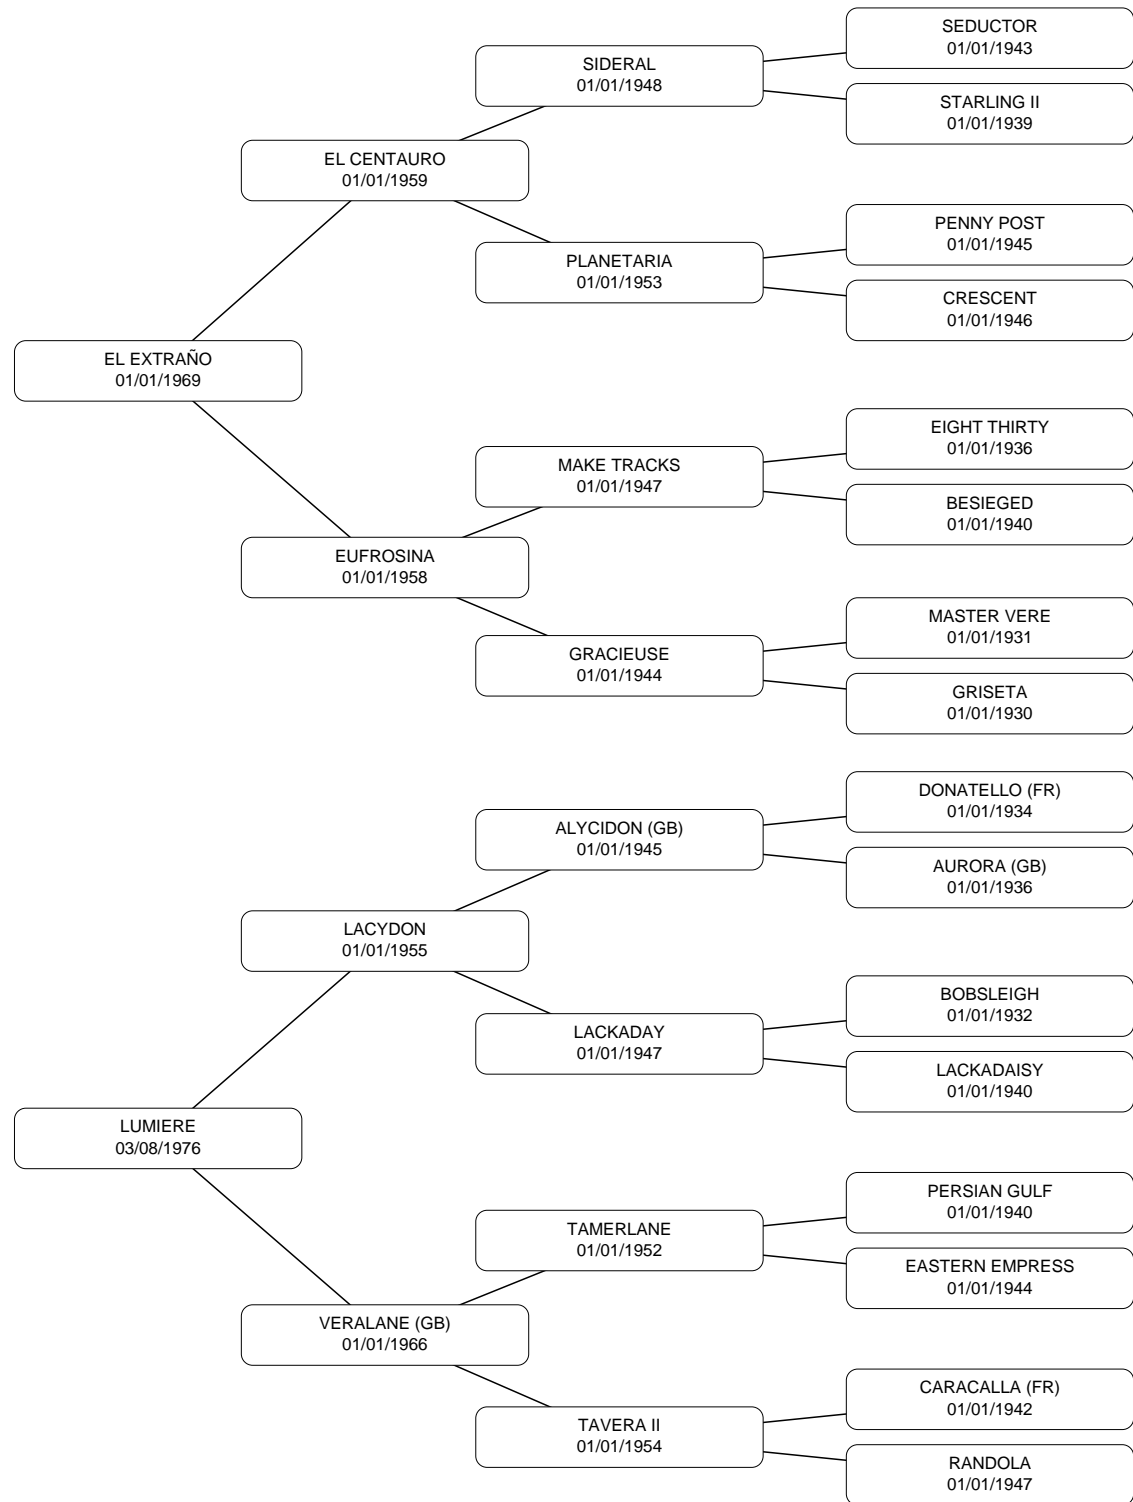 SEDUCTOR
01/01/1943
SIDERAL
01/01/1948
STARLING II
01/01/1939
EL CENTAURO
01/01/1959
PENNY POST
01/01/1945
PLANETARIA
01/01/1953
CRESCENT
01/01/1946
EL EXTRAÑO
01/01/1969
EIGHT THIRTY
01/01/1936
MAKE TRACKS
01/01/1947
BESIEGED
01/01/1940
EUFROSINA
01/01/1958
MASTER VERE
01/01/1931
GRACIEUSE
01/01/1944
GRISETA
01/01/1930
DONATELLO (FR)
01/01/1934
ALYCIDON (GB)
01/01/1945
AURORA (GB)
01/01/1936
LACYDON
01/01/1955
BOBSLEIGH
01/01/1932
LACKADAY
01/01/1947
LACKADAISY
01/01/1940
LUMIERE
03/08/1976
PERSIAN GULF
01/01/1940
TAMERLANE
01/01/1952
EASTERN EMPRESS
01/01/1944
VERALANE (GB)
01/01/1966
CARACALLA (FR)
01/01/1942
TAVERA II
01/01/1954
RANDOLA
01/01/1947